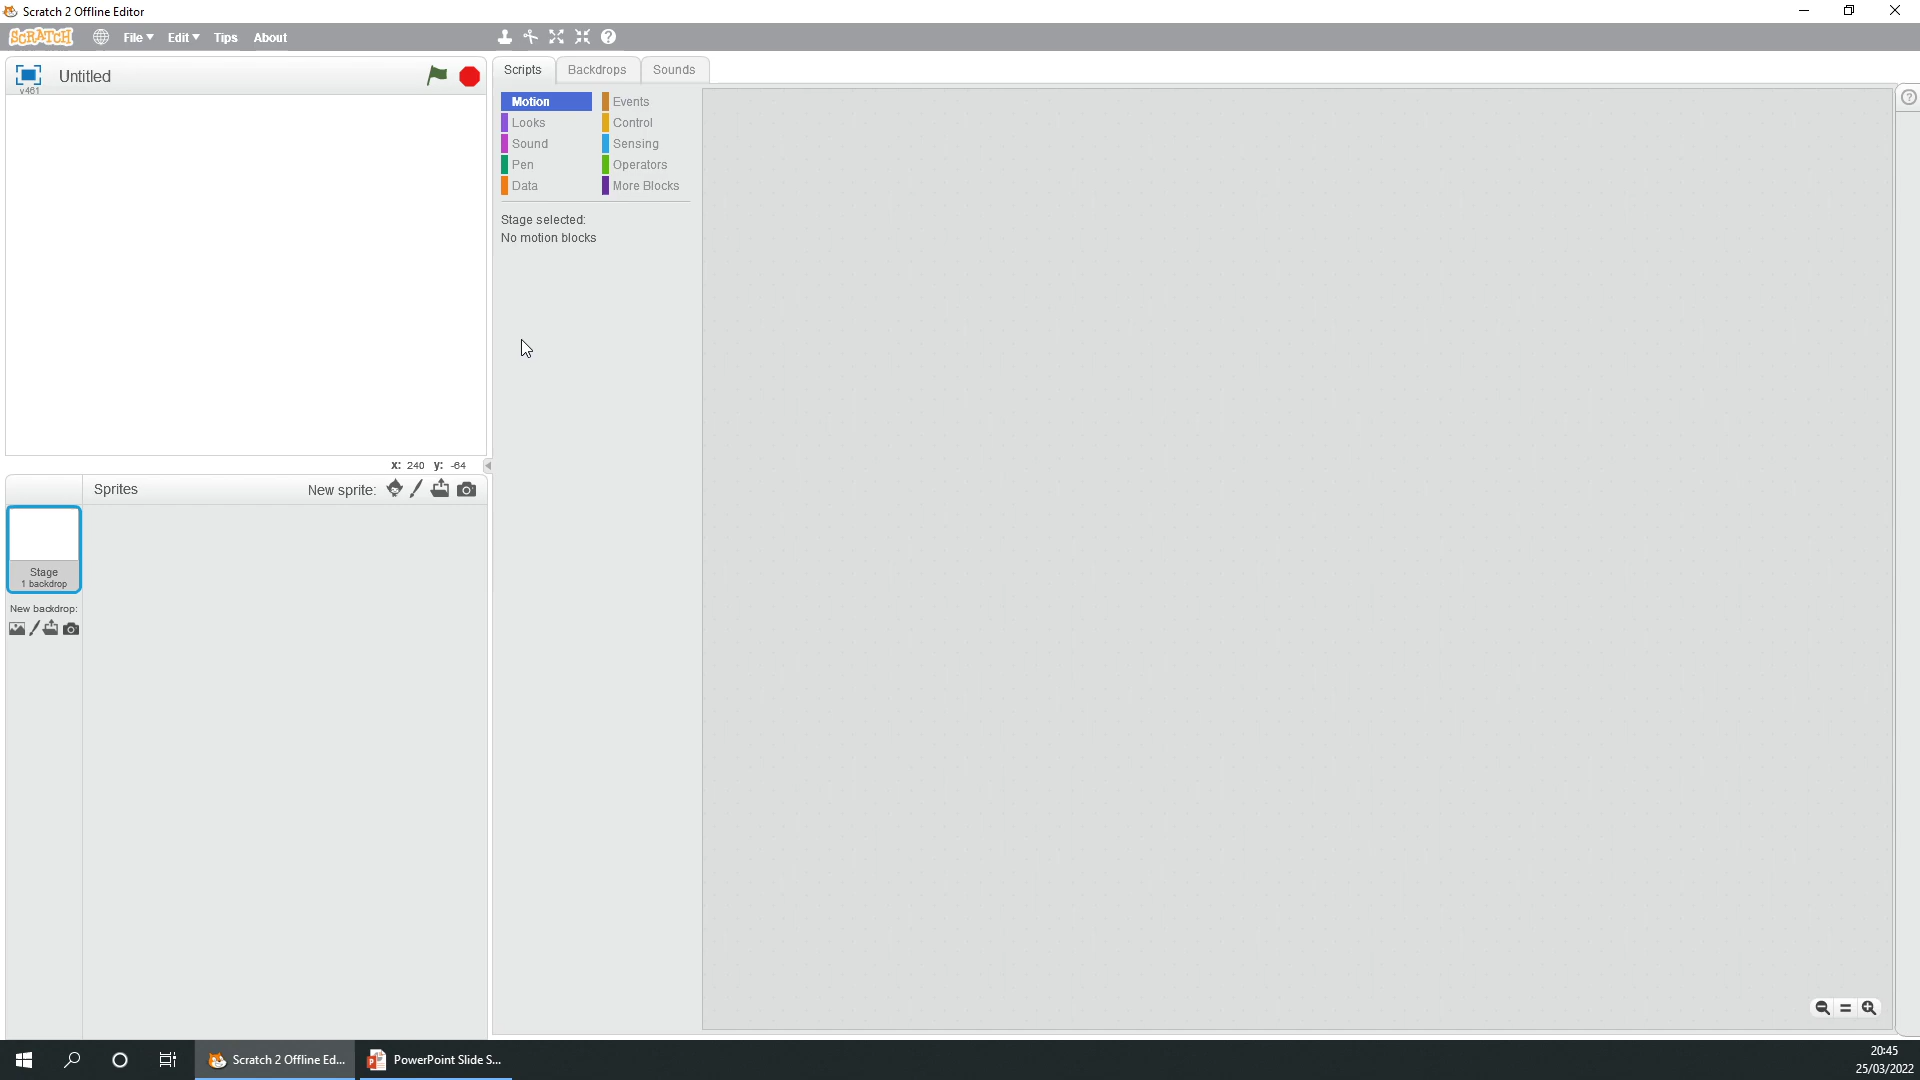 Scratch 2 Offline Editor
SCRATCH File Edit Tips About
Untitled
v461
Scripts Backdrops Sounds
Motion Events
Looks Control
Sound Sensing
Pen Operators
Data More Blocks
Stage selected:
No motion blocks
x: 240 y: -64
Sprites New sprite:
Stage
1 backdrop
New backdrop:
Scratch 2 Offline Ed... PowerPoint Slide S...
20:45
25/03/2022